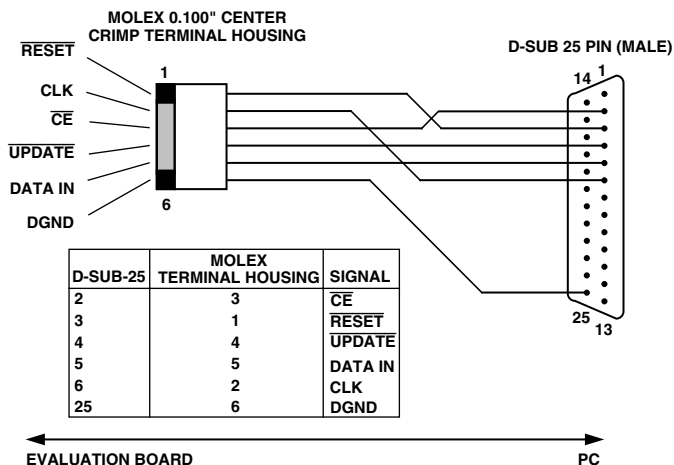 MOLEX 0.100" CENTER
CRIMP TERMINAL HOUSING
D-SUB 25 PIN (MALE)
RESET
CLK
CE
UPDATE
DATA IN
DGND
1
6
14 1
25 13
D-SUB-25 MOLEX TERMINAL HOUSING SIGNAL
2 3 CE
3 1 RESET
4 4 UPDATE
5 5 DATA IN
6 2 CLK
25 6 DGND
EVALUATION BOARD PC